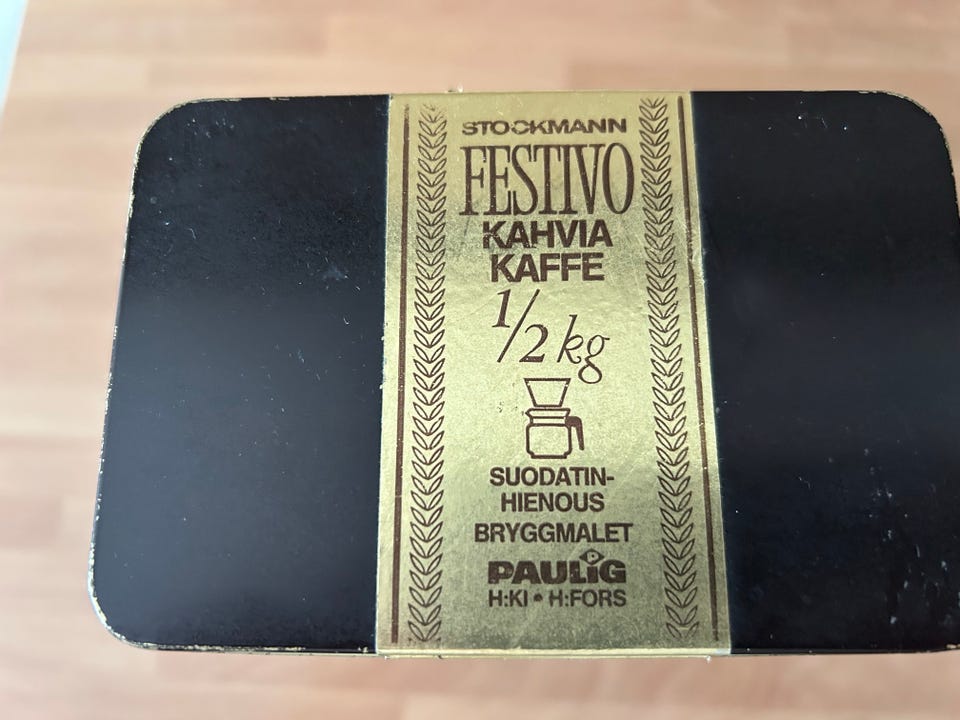 STOCKMANN
FESTIVO
KAHVIA
KAFFE
1/2 kg
SUODATIN-
HIENOUS
BRYGGMALET
PAULIG
H:KI • H:FORS